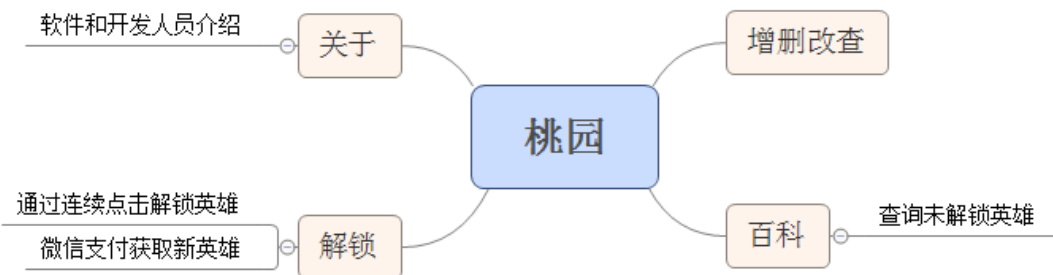 软件和开发人员介绍
关于
增删改查
桃园
通过连续点击解锁英雄
微信支付获取新英雄
解锁
百科
查询未解锁英雄